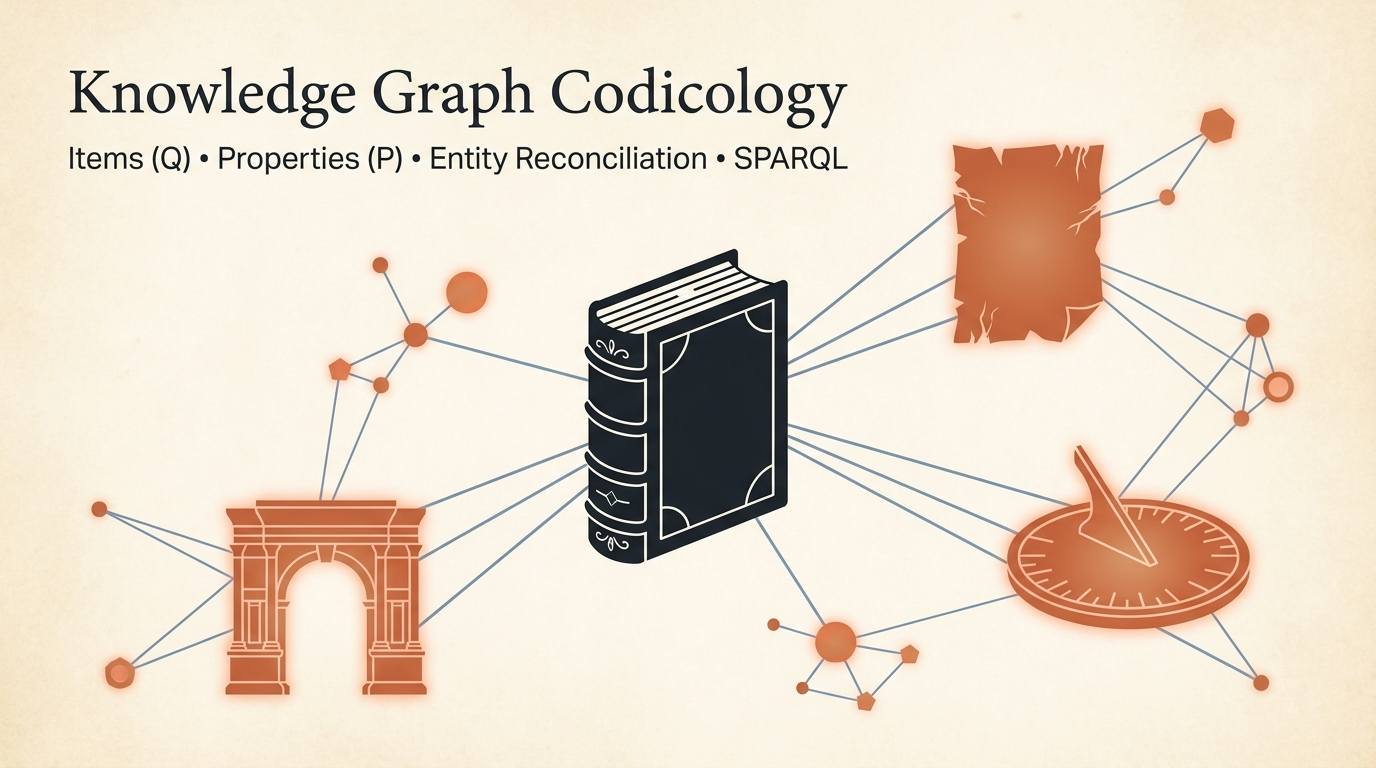 Knowledge Graph Codicology
Items (Q) • Properties (P) • Entity Reconciliation • SPARQL